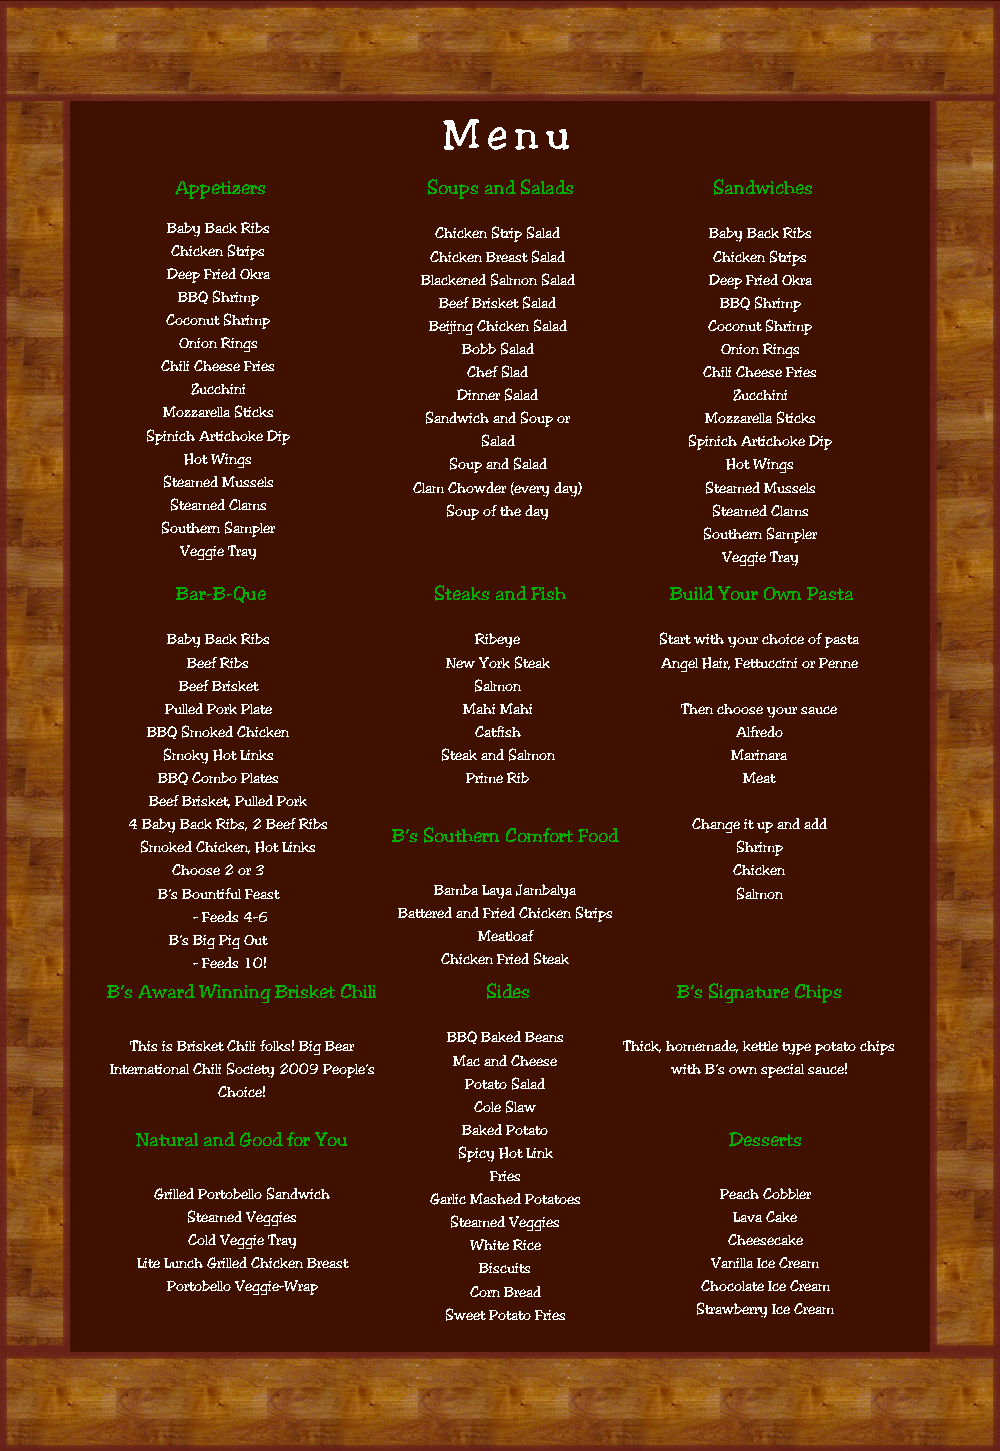 Menu
Appetizers
Baby Back Ribs
Chicken Strips
Deep Fried Okra
BBQ Shrimp
Coconut Shrimp
Onion Rings
Chili Cheese Fries
Zucchini
Mozzarella Sticks
Spinich Artichoke Dip
Hot Wings
Steamed Mussels
Steamed Clams
Southern Sampler
Veggie Tray
Soups and Salads
Chicken Strip Salad
Chicken Breast Salad
Blackened Salmon Salad
Beef Brisket Salad
Beijing Chicken Salad
Bobb Salad
Chef Slad
Dinner Salad
Sandwich and Soup or
Salad
Soup and Salad
Clam Chowder (every day)
Soup of the day
Sandwiches
Baby Back Ribs
Chicken Strips
Deep Fried Okra
BBQ Shrimp
Coconut Shrimp
Onion Rings
Chili Cheese Fries
Zucchini
Mozzarella Sticks
Spinich Artichoke Dip
Hot Wings
Steamed Mussels
Steamed Clams
Southern Sampler
Veggie Tray
Bar-B-Que
Baby Back Ribs
Beef Ribs
Beef Brisket
Pulled Pork Plate
BBQ Smoked Chicken
Smoky Hot Links
BBQ Combo Plates
Beef Brisket, Pulled Pork
4 Baby Back Ribs, 2 Beef Ribs
Smoked Chicken, Hot Links
Choose 2 or 3
B's Bountiful Feast
- Feeds 4-6
B's Big Pig Out
- Feeds 10!
Steaks and Fish
Ribeye
New York Steak
Salmon
Mahi Mahi
Catfish
Steak and Salmon
Prime Rib
B's Southern Comfort Food
Bamba Laya Jambalya
Battered and Fried Chicken Strips
Meatloaf
Chicken Fried Steak
Build Your Own Pasta
Start with your choice of pasta
Angel Hair, Fettuccini or Penne
Then choose your sauce
Alfredo
Marinara
Meat
Change it up and add
Shrimp
Chicken
Salmon
B's Award Winning Brisket Chili
This is Brisket Chili folks! Big Bear
International Chili Society 2009 People's
Choice!
Natural and Good for You
Grilled Portobello Sandwich
Steamed Veggies
Cold Veggie Tray
Lite Lunch Grilled Chicken Breast
Portobello Veggie-Wrap
Sides
BBQ Baked Beans
Mac and Cheese
Potato Salad
Cole Slaw
Baked Potato
Spicy Hot Link
Fries
Garlic Mashed Potatoes
Steamed Veggies
White Rice
Biscuits
Corn Bread
Sweet Potato Fries
B's Signature Chips
Thick, homemade, kettle type potato chips
with B's own special sauce!
Desserts
Peach Cobbler
Lava Cake
Cheesecake
Vanilla Ice Cream
Chocolate Ice Cream
Strawberry Ice Cream